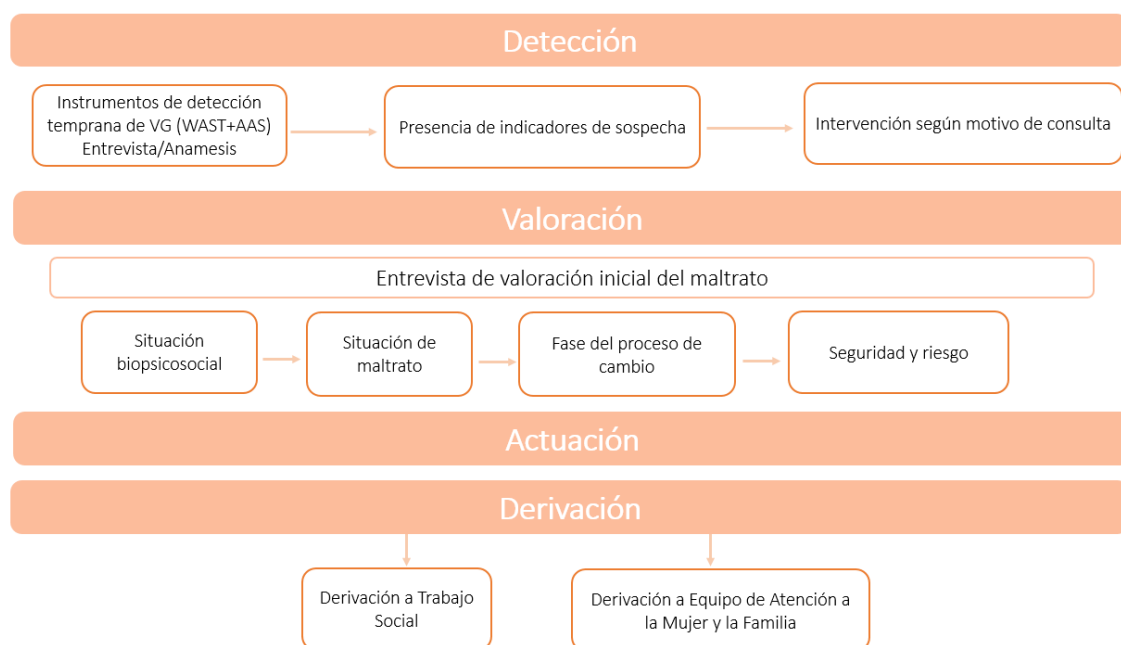 Detección
Instrumentos de detección
temprana de VG (WAST+AAS)
Entrevista/Anamesis
Presencia de indicadores de sospecha
Intervención según motivo de consulta
Valoración
Entrevista de valoración inicial del maltrato
Situación
biopsicosocial
Situación de
maltrato
Fase del proceso de
cambio
Seguridad y riesgo
Actuación
Derivación
Derivación a Trabajo
Social
Derivación a Equipo de Atención a
la Mujer y la Familia